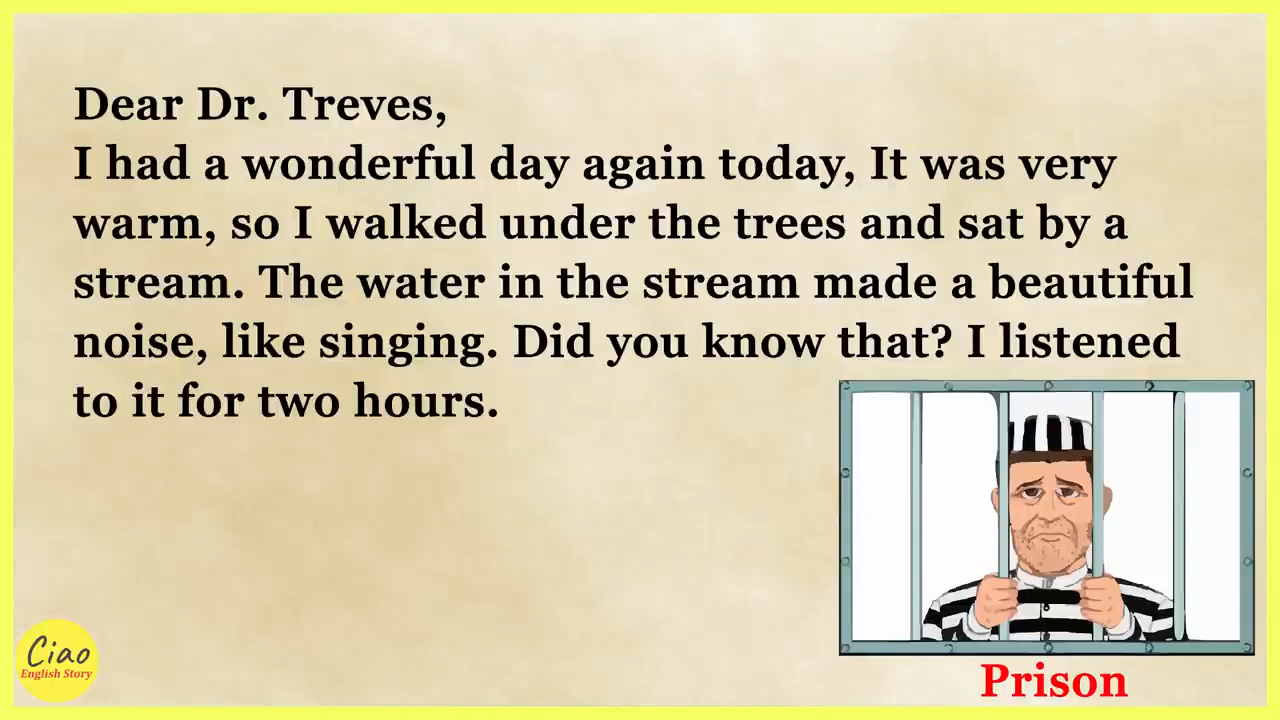 Dear Dr. Treves,
I had a wonderful day again today, It was very
warm, so I walked under the trees and sat by a
stream. The water in the stream made a beautiful
noise, like singing. Did you know that? I listened
to it for two hours.
Prison
Ciao
English Story